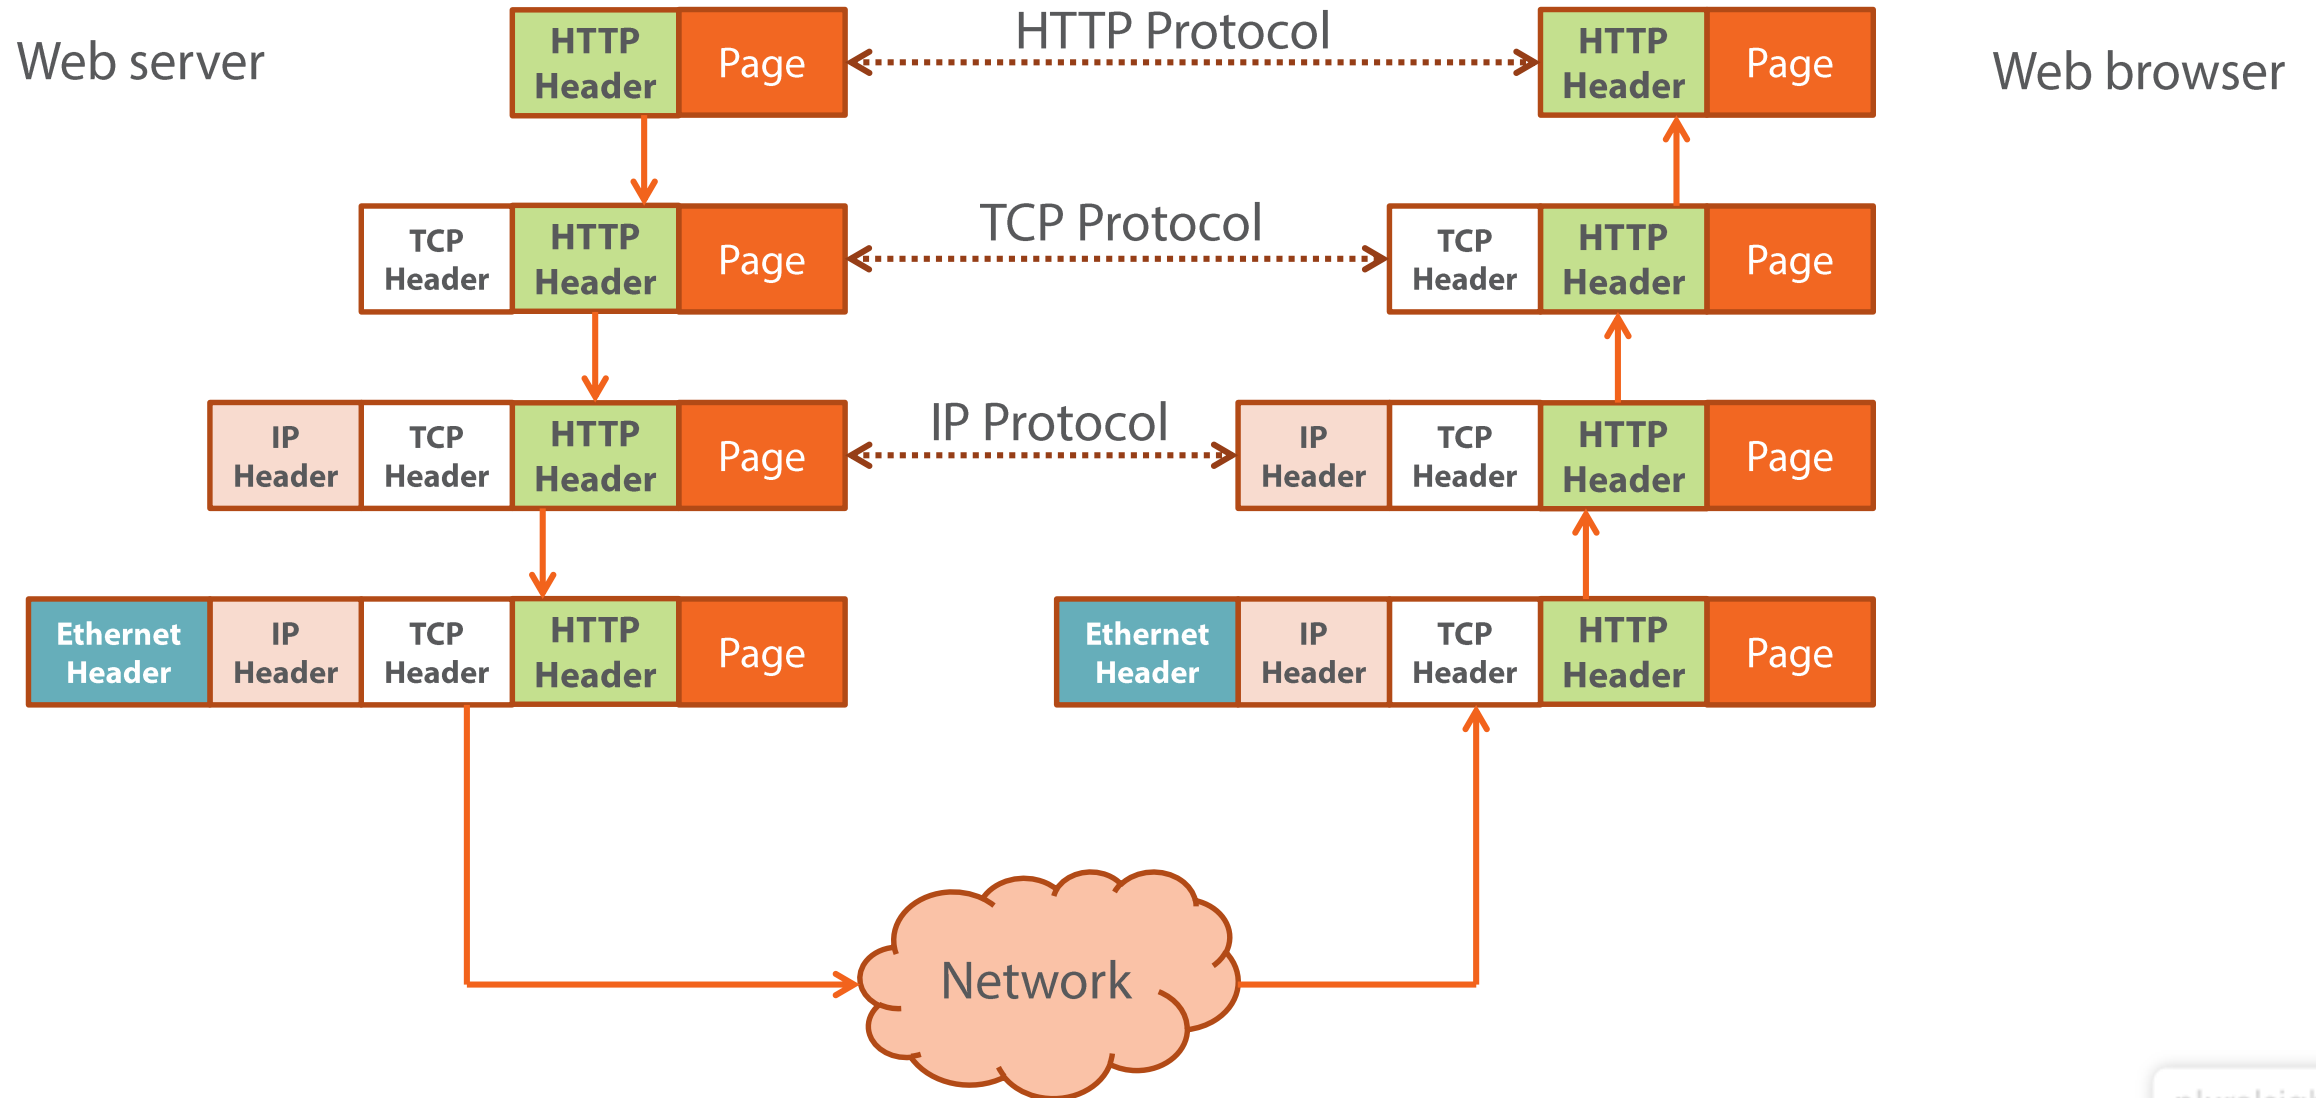 Web server
HTTP
Header
Page
HTTP Protocol
HTTP
Header
Page
Web browser
TCP
Header
HTTP
Header
Page
TCP Protocol
TCP
Header
HTTP
Header
Page
IP
Header
TCP
Header
HTTP
Header
Page
IP Protocol
IP
Header
TCP
Header
HTTP
Header
Page
Ethernet
Header
IP
Header
TCP
Header
HTTP
Header
Page
Ethernet
Header
IP
Header
TCP
Header
HTTP
Header
Page
Network